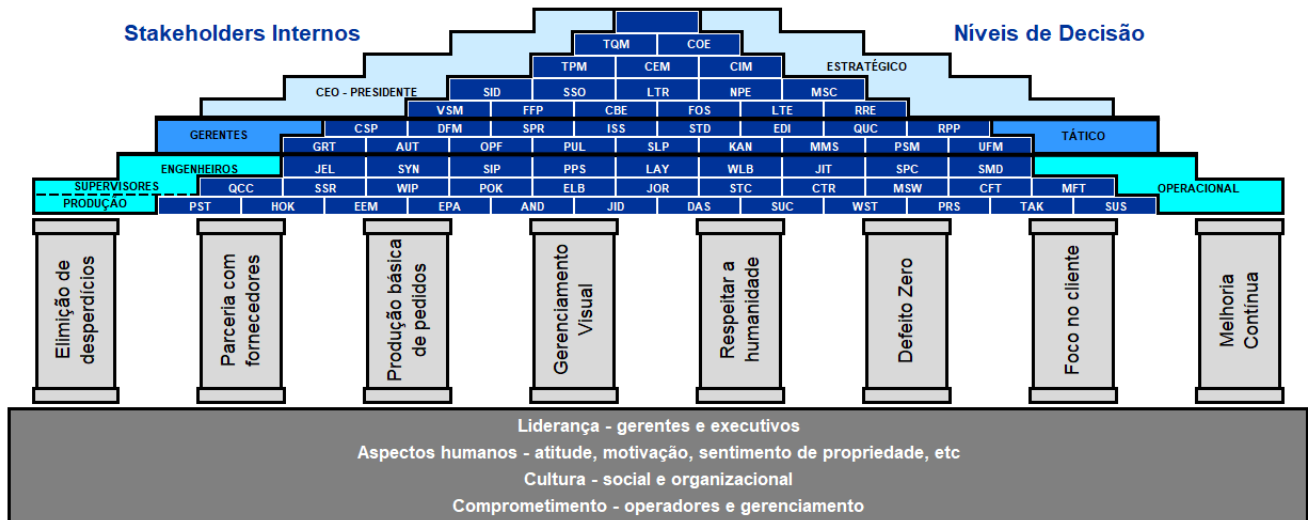 Stakeholders Internos
Níveis de Decisão
TQM COE
TPM CEM CIM
ESTRATÉGICO
CEO - PRESIDENTE
SID SSO LTR NPE MSC
VSM FFP CBE FOS LTE RRE
GERENTES
CSP DFM SPR ISS STD EDI QUC RPP
TÁTICO
GRT AUT OPF PUL SLP KAN MMS PSM UFM
ENGENHEIROS
JEL SYN SIP PPS LAY WLB JIT SPC SMD
SUPERVISORES
QCC SSR WIP POK ELB JOR STC CTR MSW CFT MFT
OPERACIONAL
PRODUÇÃO
PST HOK EEM EPA AND JID DAS SUC WST PRS TAK SUS
Elimição de
desperdícios
Parceria com
fornecedores
Produção básica
de pedidos
Gerenciamento
Visual
Respeitar a
humanidade
Defeito Zero
Foco no cliente
Melhoria
Contínua
Liderança - gerentes e executivos
Aspectos humanos - atitude, motivação, sentimento de propriedade, etc
Cultura - social e organizacional
Comprometimento - operadores e gerenciamento